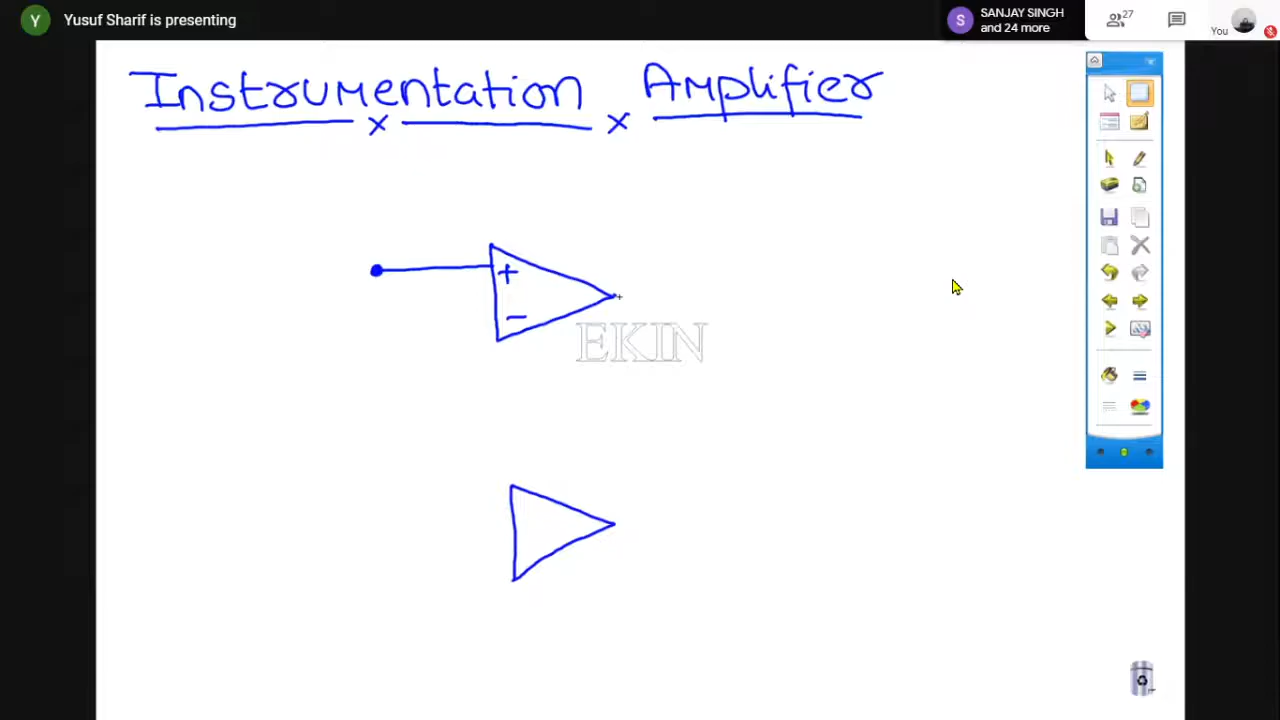 Yusuf Sharif is presenting
Y
S
SANJAY SINGH
and 24 more
27
You
Instrumentation × Amplifier ×
+
−
EKIN